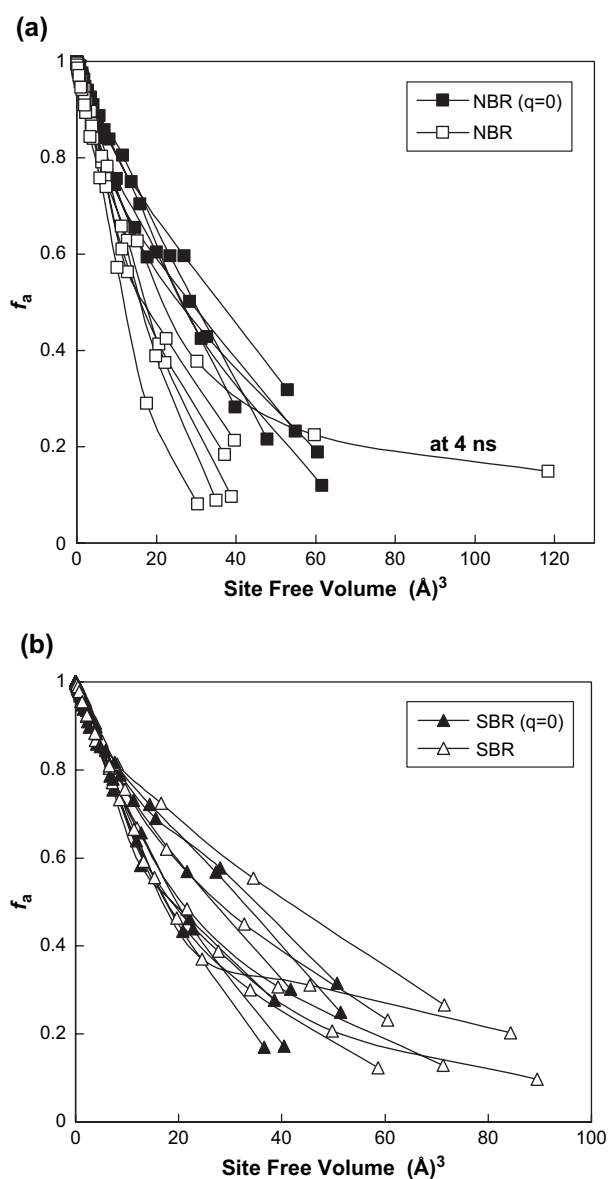 (a)
1
0.8
0.6
0.4
0.2
0
fa
NBR (q=0)
NBR
at 4 ns
0 20 40 60 80 100 120
Site Free Volume (Å)3
(b)
1
0.8
0.6
0.4
0.2
0
fa
SBR (q=0)
SBR
0 20 40 60 80 100
Site Free Volume (Å)3